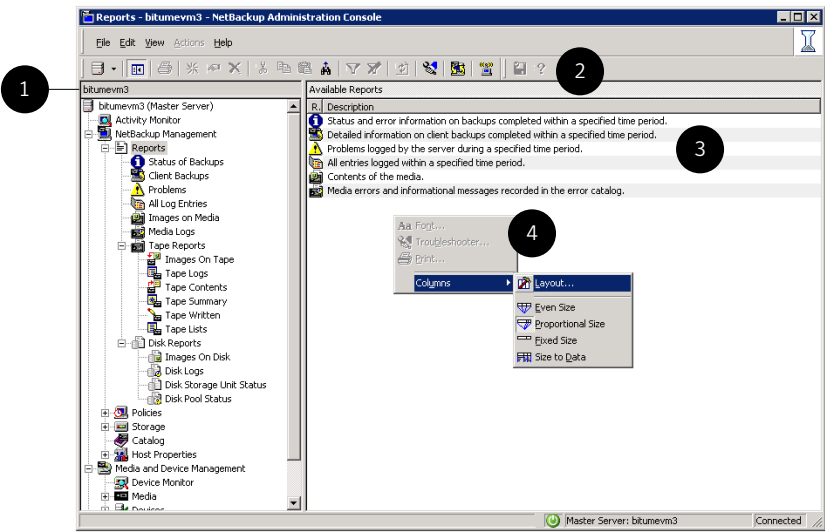 Reports - bitumevm3 - NetBackup Administration Console
File Edit View Actions Help
?
2
1
bitumevm3
bitumevm3 (Master Server)
Activity Monitor
NetBackup Management
Reports
Status of Backups
Client Backups
Problems
All Log Entries
Images on Media
Media Logs
Tape Reports
Images On Tape
Tape Logs
Tape Contents
Tape Summary
Tape Written
Tape Lists
Disk Reports
Images On Disk
Disk Logs
Disk Storage Unit Status
Disk Pool Status
Policies
Storage
Catalog
Host Properties
Media and Device Management
Device Monitor
Media
Devices
Available Reports
R. Description
Status and error information on backups completed within a specified time period.
Detailed information on client backups completed within a specified time period.
Problems logged by the server during a specified time period.
All entries logged within a specified time period.
Contents of the media.
Media errors and informational messages recorded in the error catalog.
3
4
Aa Font...
Troubleshooter...
Print...
Columns
Layout...
Even Size
Proportional Size
Fixed Size
Size to Data
Master Server: bitumevm3
Connected